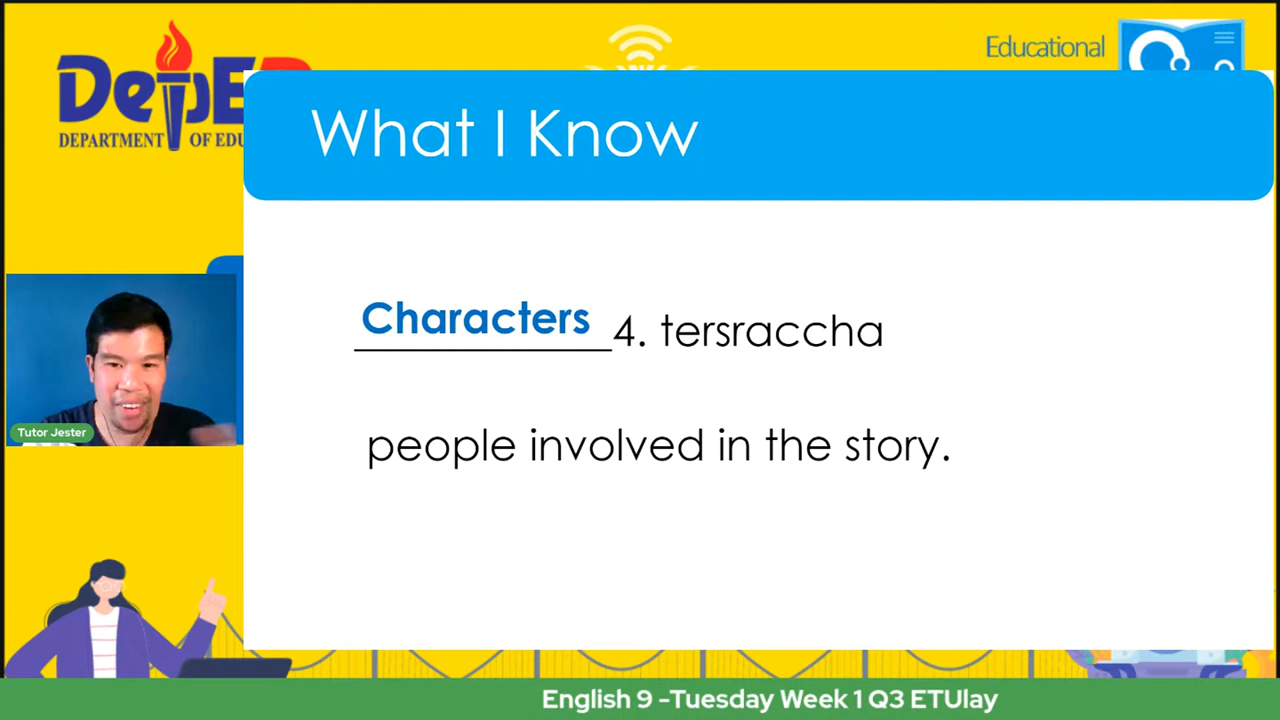 Educational
DepE
DEPARTMENT OF EDU
What I Know
Characters 4. tersraccha
people involved in the story.
Tutor Jester
English 9 -Tuesday Week 1 Q3 ETUlay